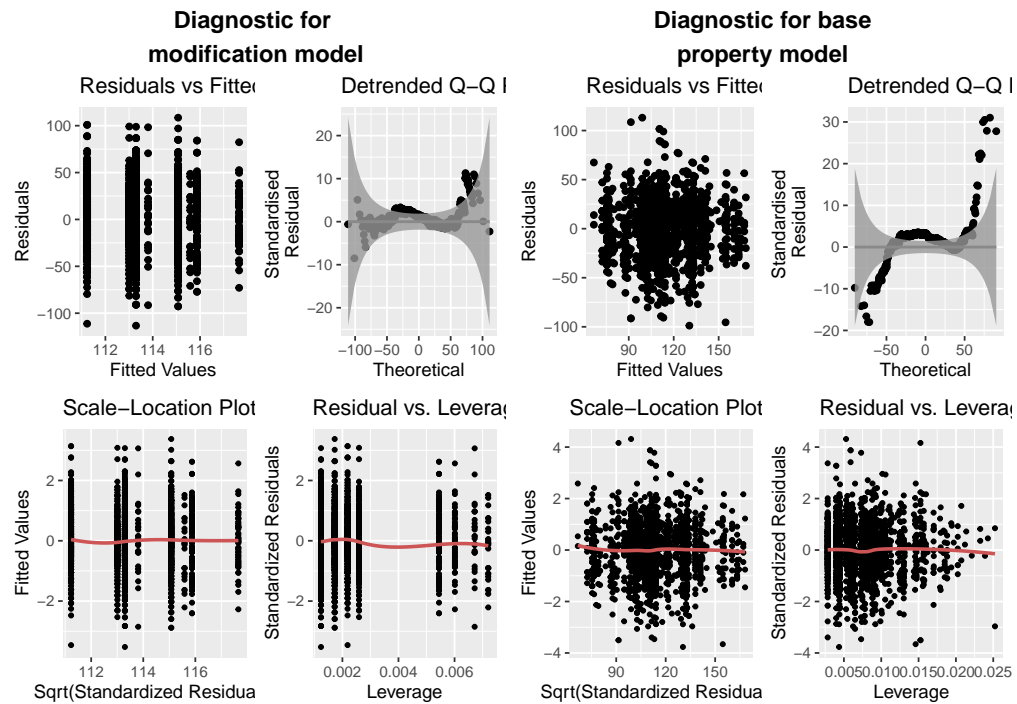 Diagnostic for
modification model
Diagnostic for base
property model
Residuals vs Fitted
Detrended Q−Q
Residuals vs Fitted
Detrended Q−Q
100
50
0
−50
−100
Residuals
112 114 116
Fitted Values
20
10
0
−10
−20
Standardised
Residual
−100 −50 0 50 100
Theoretical
100
50
0
−50
−100
Residuals
90 120 150
Fitted Values
30
20
10
0
−10
−20
Standardised
Residual
−50 0 50
Theoretical
Scale−Location Plot
Residual vs. Leverag
Scale−Location Plot
Residual vs. Leverag
2
0
−2
Fitted Values
112 114 116
Sqrt(Standardized Residua
2
0
−2
Standardized Residuals
0.002 0.004 0.006
Leverage
4
2
0
−2
−4
Fitted Values
90 120 150
Sqrt(Standardized Residua
4
2
0
−2
−4
Standardized Residuals
0.0050.0100.0150.0200.025
Leverage